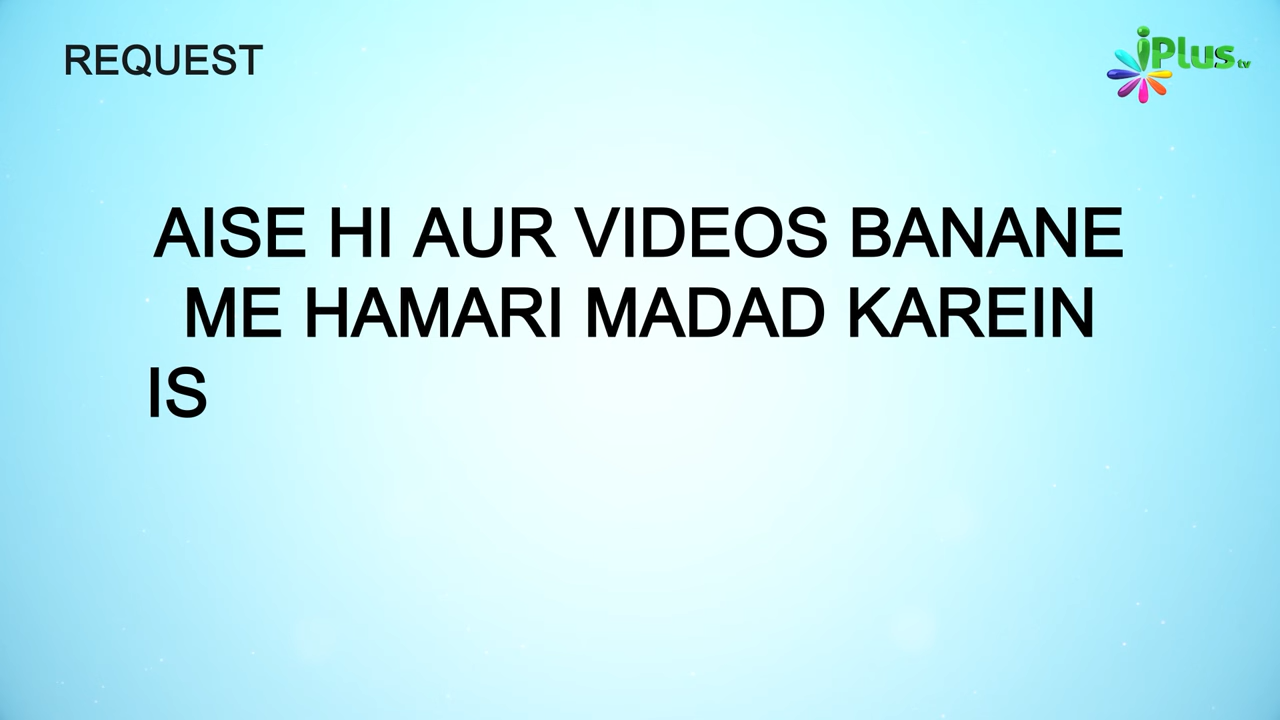 REQUEST
iPlus tv
AISE HI AUR VIDEOS BANANE
ME HAMARI MADAD KAREIN
IS